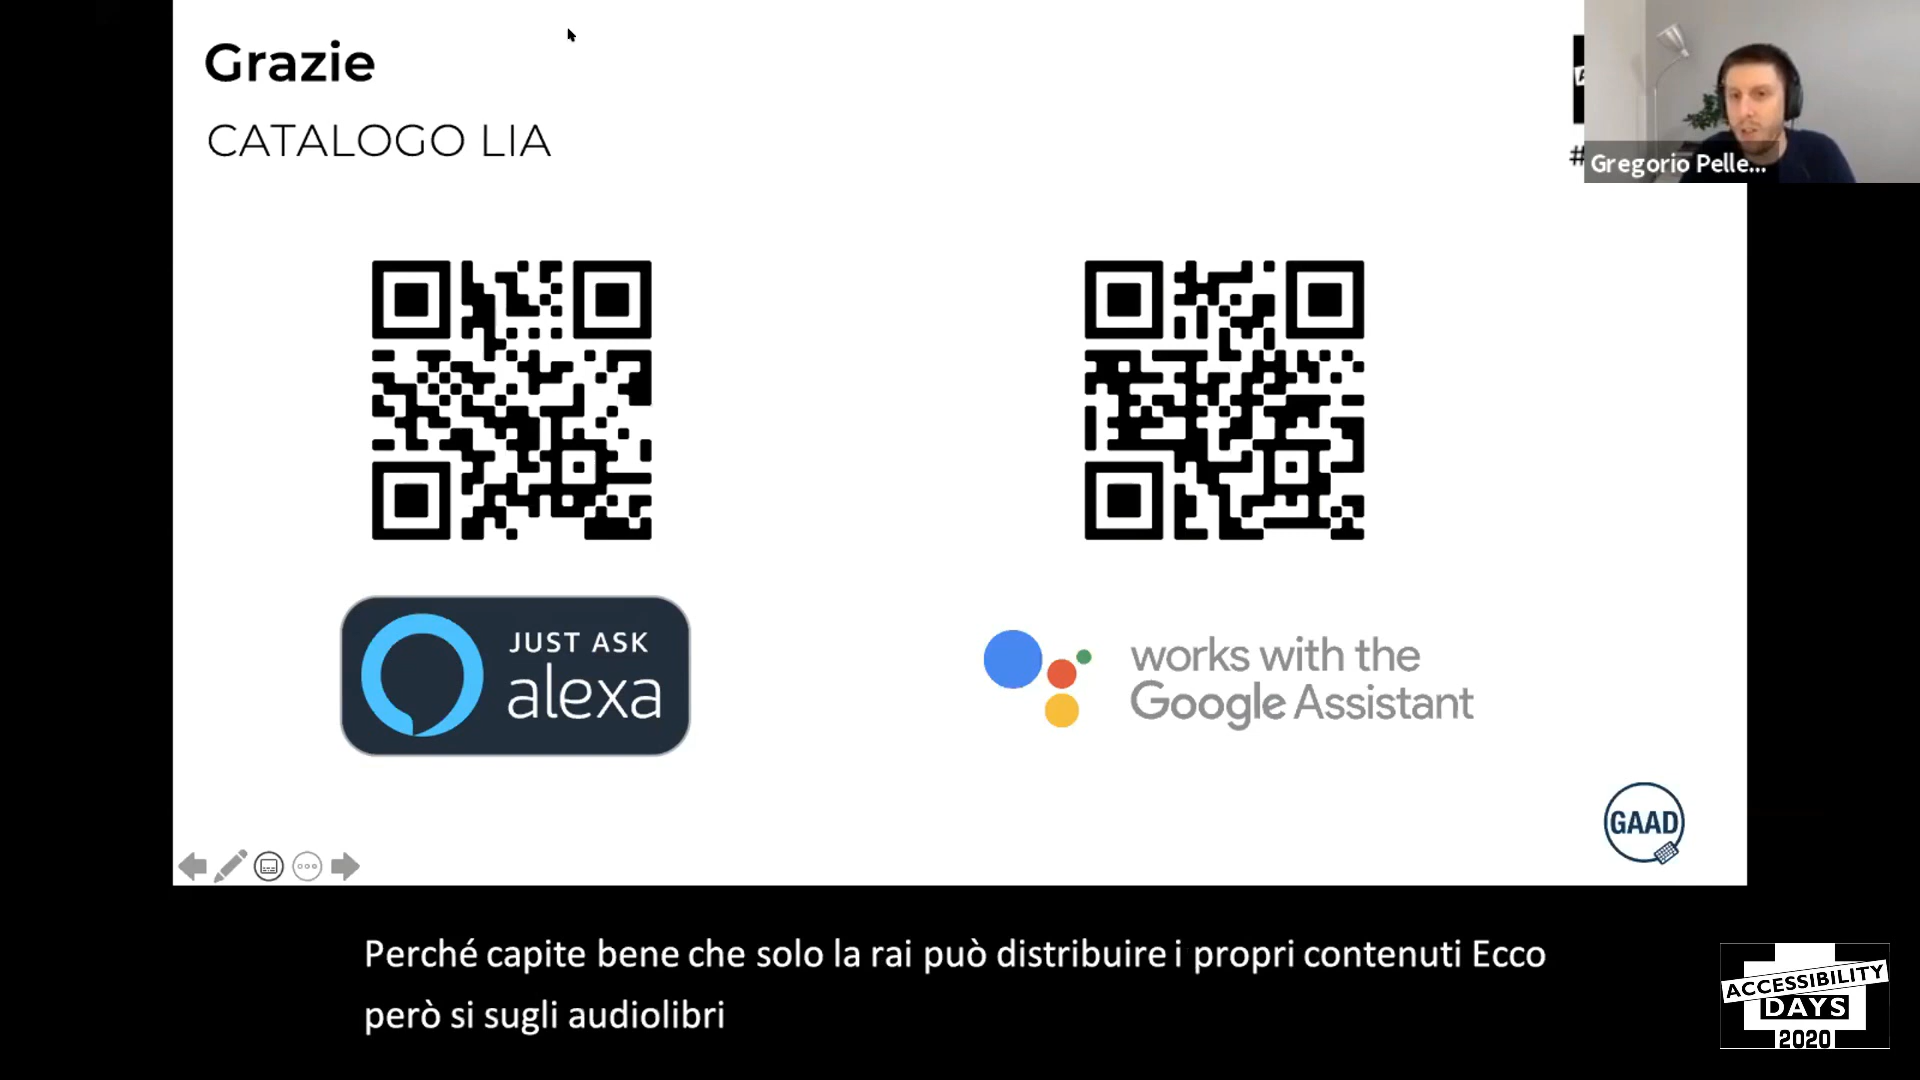 Grazie
CATALOGO LIA
#
Gregorio Pelle...
JUST ASK
alexa
works with the
Google Assistant
GAAD
Perché capite bene che solo la rai può distribuire i propri contenuti Ecco
però si sugli audiolibri
ACCESSIBILITY
DAYS
2020